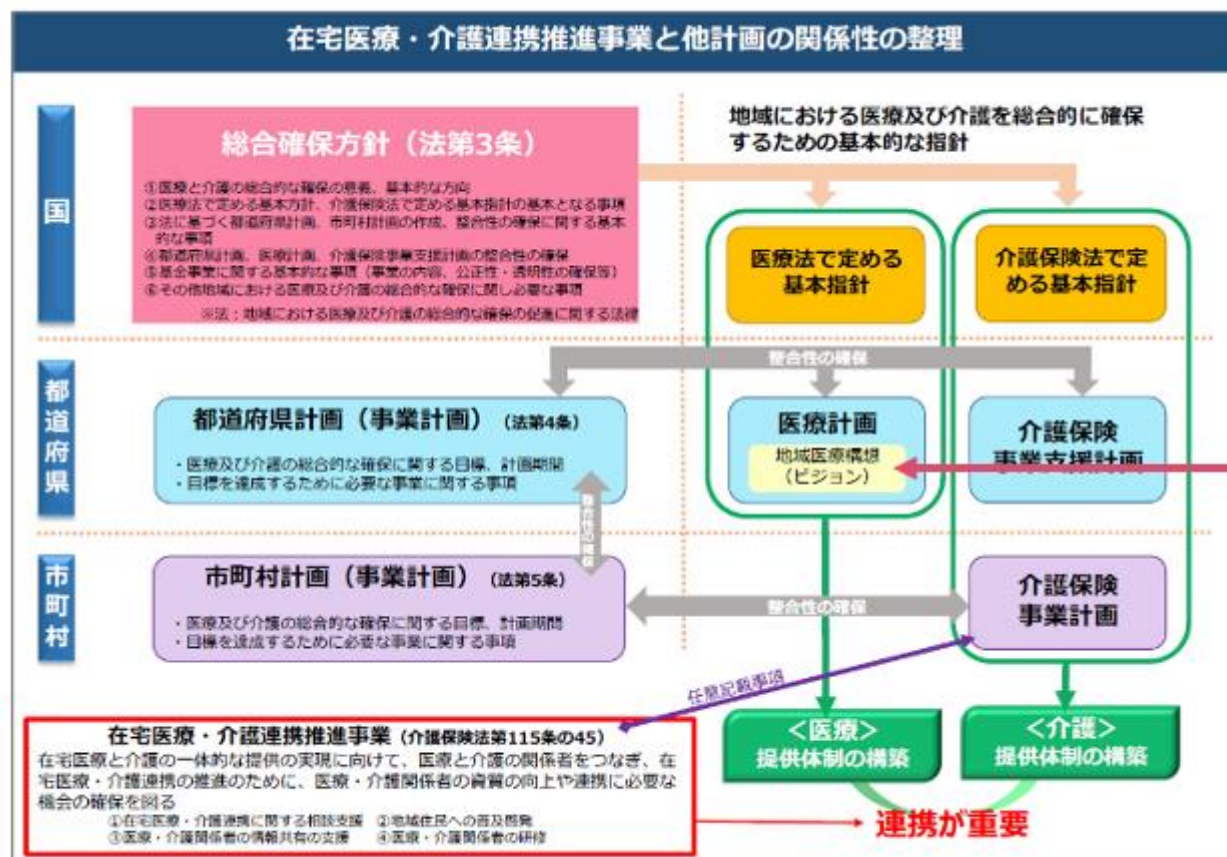 在宅医療・介護連携推進事業と他計画の関係性の整理
国
総合確保方針(法第3条)
①医療と介護の総合的な確保の意義、基本的な方向
②医療法で定める基本方針、介護保険法で定める基本指針の基本となる事項
③法に基づく都道府県計画、市町村計画の作成、整合性の確保に関する基本
的な事項
④都道府県計画、医療計画、介護保険事業支援計画の整合性の確保
⑤基金事業に関する基本的な事項(事業の内容、公正性・透明性の確保等)
⑥その他地域における医療及び介護の総合的な確保に関し必要な事項
※法:地域における医療及び介護の総合的な確保の促進に関する法律
地域における医療及び介護を総合的に確保
するための基本的な指針
医療法で定める
基本指針
介護保険法で定
める基本指針
整合性の確保
都道府県
都道府県計画(事業計画)(法第4条)
・医療及び介護の総合的な確保に関する目標、計画期間
・目標を達成するために必要な事業に関する事項
医療計画
地域医療構想
(ビジョン)
介護保険
事業支援計画
整合性の確保
市町村
市町村計画(事業計画)(法第5条)
・医療及び介護の総合的な確保に関する目標、計画期間
・目標を達成するために必要な事業に関する事項
整合性の確保
介護保険
事業計画
任意記載事項
在宅医療・介護連携推進事業(介護保険法第115条の45)
在宅医療と介護の一体的な提供の実現に向けて、医療と介護の関係者をつなぎ、在
宅医療・介護連携の推進のために、医療・介護関係者の資質の向上や連携に必要な
機会の確保を図る
①在宅医療・介護連携に関する相談支援 ②地域住民への普及啓発
③医療・介護関係者の情報共有の支援 ④医療・介護関係者の研修
<医療>
提供体制の構築
<介護>
提供体制の構築
連携が重要